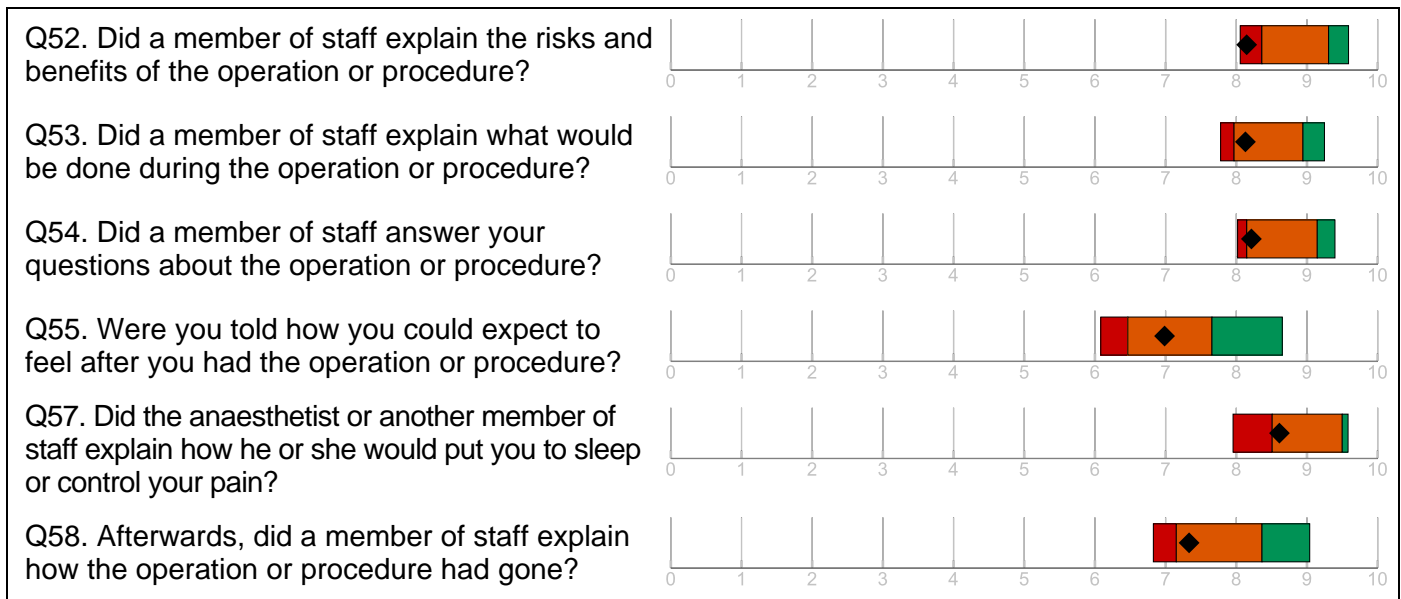 Q52. Did a member of staff explain the risks and
benefits of the operation or procedure?
0 1 2 3 4 5 6 7 8 9 10
Q53. Did a member of staff explain what would
be done during the operation or procedure?
0 1 2 3 4 5 6 7 8 9 10
Q54. Did a member of staff answer your
questions about the operation or procedure?
0 1 2 3 4 5 6 7 8 9 10
Q55. Were you told how you could expect to
feel after you had the operation or procedure?
0 1 2 3 4 5 6 7 8 9 10
Q57. Did the anaesthetist or another member of
staff explain how he or she would put you to sleep
or control your pain?
0 1 2 3 4 5 6 7 8 9 10
Q58. Afterwards, did a member of staff explain
how the operation or procedure had gone?
0 1 2 3 4 5 6 7 8 9 10